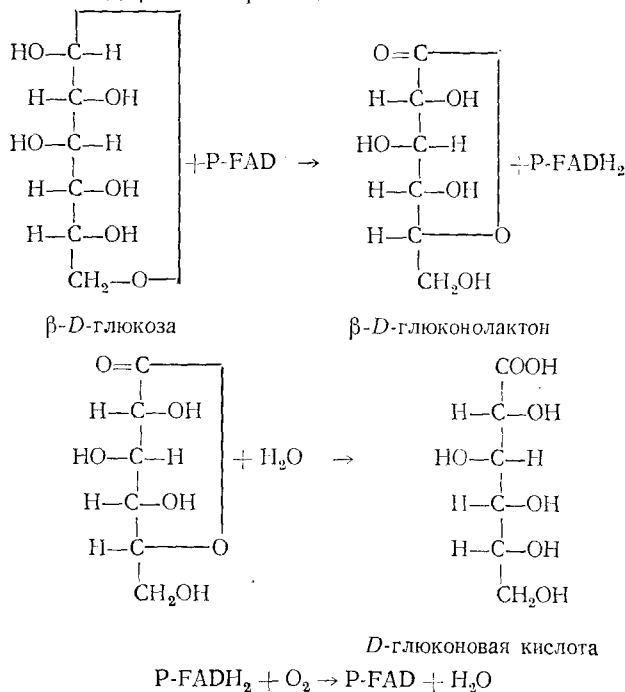 HO—C—H O=C—
H—C—OH H—C—OH
HO—C—H +P-FAD → HO—C—H +P-FADH₂
H—C—OH H—C—OH
H—C—OH H—C—O
CH₂—O— CH₂OH
β-D-глюкоза β-D-глюконолактон
O=C— COOH
H—C—OH H—C—OH
HO—C—H + H₂O → HO—C—H
H—C—OH H—C—OH
H—C—O H—C—OH
CH₂OH CH₂OH
D-глюконовая кислота
P-FADH₂ + O₂ → P-FAD + H₂O